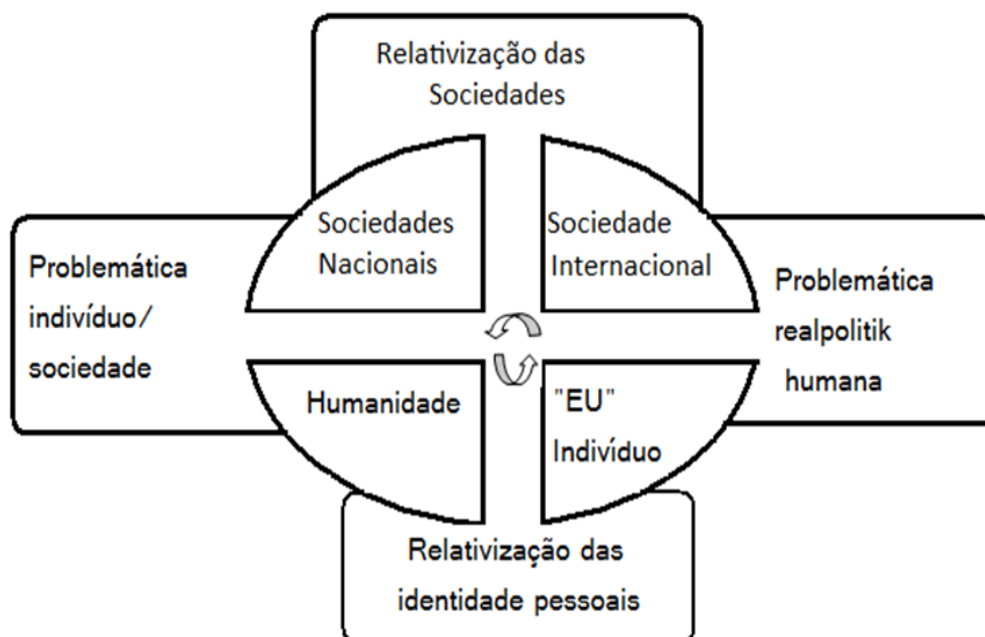 Relativização das
Sociedades
Sociedades
Nacionais
Sociedade
Internacional
Problemática
indivíduo/
sociedade
Problemática
realpolitik
humana
Humanidade
"EU"
Indivíduo
Relativização das
identidade pessoais